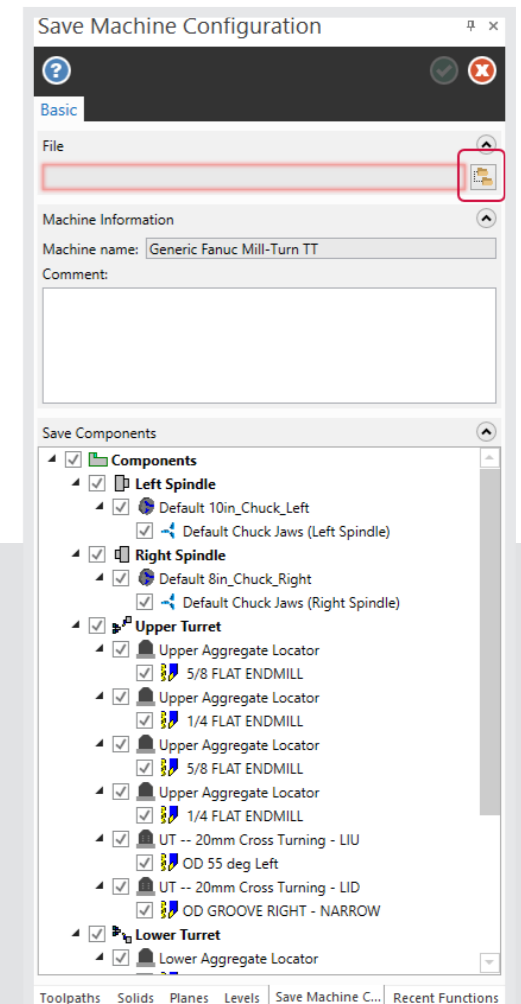 Save Machine Configuration
Basic
File
Machine Information
Machine name: Generic Fanuc Mill-Turn TT
Comment:
Save Components
Components
Left Spindle
Default 10in_Chuck_Left
Default Chuck Jaws (Left Spindle)
Right Spindle
Default 8in_Chuck_Right
Default Chuck Jaws (Right Spindle)
Upper Turret
Upper Aggregate Locator
5/8 FLAT ENDMILL
Upper Aggregate Locator
1/4 FLAT ENDMILL
Upper Aggregate Locator
5/8 FLAT ENDMILL
Upper Aggregate Locator
1/4 FLAT ENDMILL
UT -- 20mm Cross Turning - LIU
OD 55 deg Left
UT -- 20mm Cross Turning - LID
OD GROOVE RIGHT - NARROW
Lower Turret
Lower Aggregate Locator
Toolpaths Solids Planes Levels Save Machine C... Recent Functions